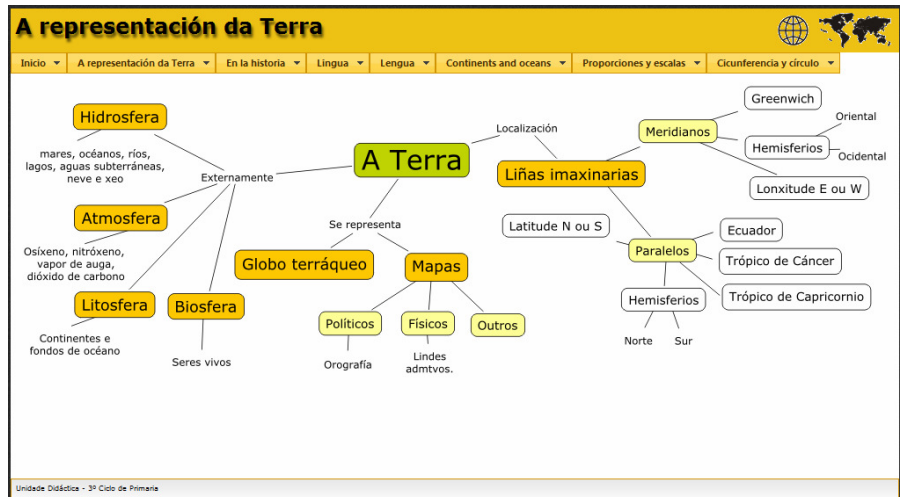 A representación da Terra
Inicio
A representación da Terra
En la historia
Lingua
Lengua
Continents and oceans
Proporciones y escalas
Cicunferencia y círculo
Hidrosfera
mares, océanos, ríos,
lagos, aguas subterráneas,
neve e xeo
Externamente
A Terra
Localización
Liñas imaxinarias
Meridianos
Greenwich
Hemisferios
Oriental
Ocidental
Lonxitude E ou W
Atmosfera
Osíxeno, nitróxeno,
vapor de auga,
dióxido de carbono
Se representa
Latitude N ou S
Paralelos
Ecuador
Trópico de Cáncer
Trópico de Capricornio
Hemisferios
Norte
Sur
Globo terráqueo
Mapas
Litosfera
Continentes e
fondos de océano
Biosfera
Seres vivos
Políticos
Físicos
Outros
Orografía
Lindes
admtvos.
Unidade Didáctica - 3º Ciclo de Primaria